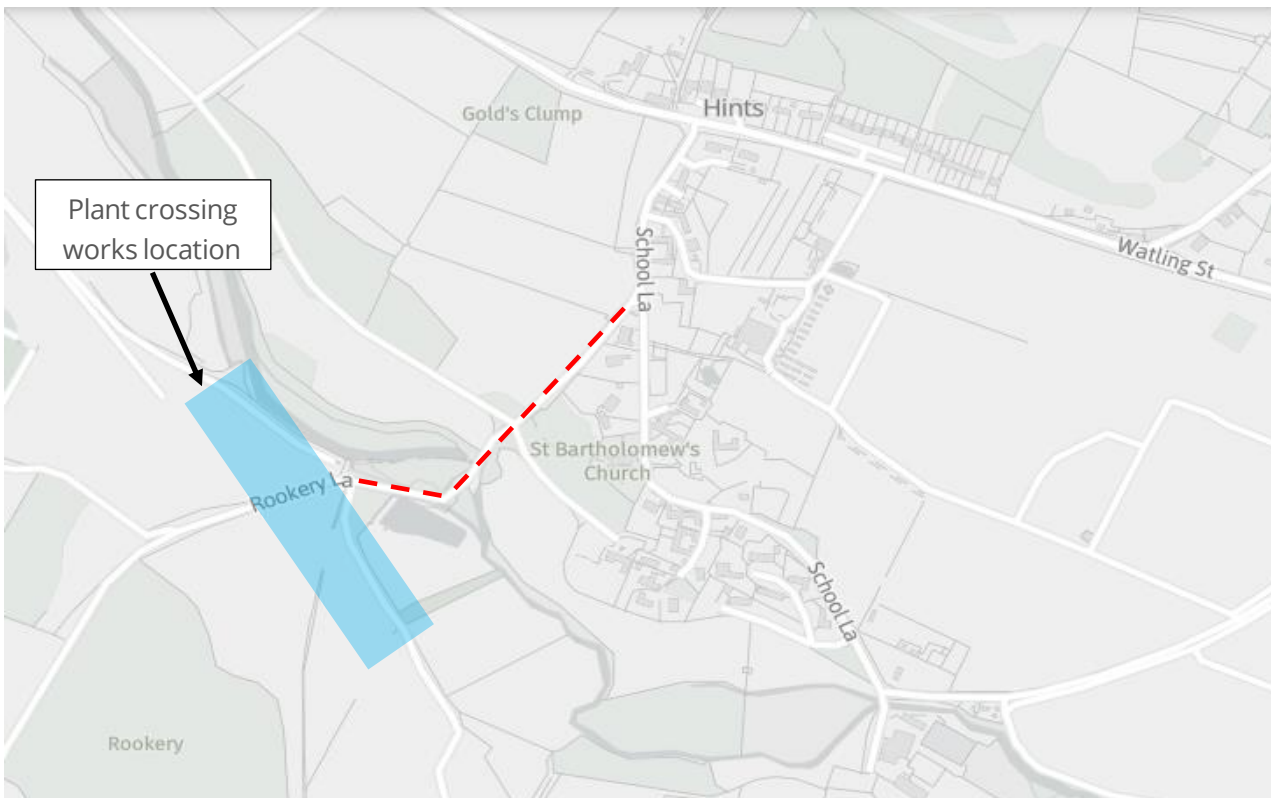 Gold's Clump
Hints
Plant crossing
works location
School La
Watling St
St Bartholomew's
Church
Rookery La
School La
Rookery